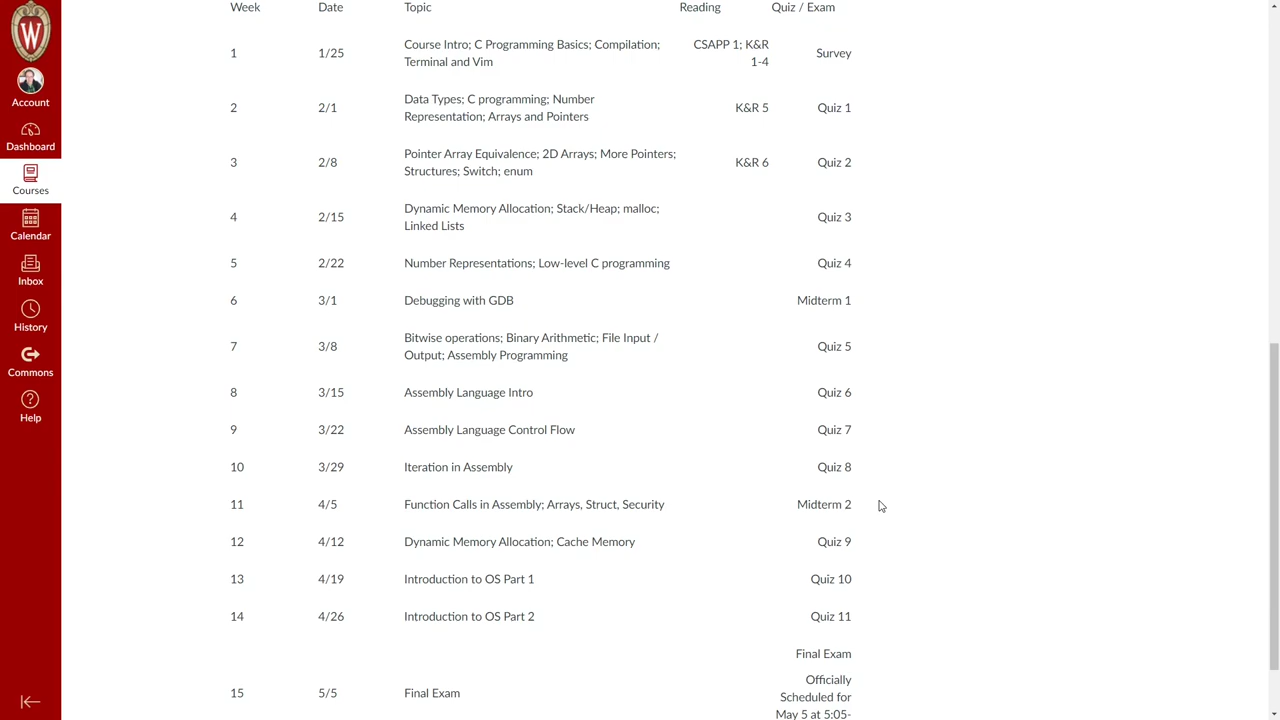 W
Account
Dashboard
Courses
Calendar
Inbox
History
Commons
Help
Week Date Topic Reading Quiz / Exam
1 1/25 Course Intro; C Programming Basics; Compilation; CSAPP 1; K&R Survey
Terminal and Vim 1-4
2 2/1 Data Types; C programming; Number K&R 5 Quiz 1
Representation; Arrays and Pointers
3 2/8 Pointer Array Equivalence; 2D Arrays; More Pointers; K&R 6 Quiz 2
Structures; Switch; enum
4 2/15 Dynamic Memory Allocation; Stack/Heap; malloc; Quiz 3
Linked Lists
5 2/22 Number Representations; Low-level C programming Quiz 4
6 3/1 Debugging with GDB Midterm 1
7 3/8 Bitwise operations; Binary Arithmetic; File Input / Quiz 5
Output; Assembly Programming
8 3/15 Assembly Language Intro Quiz 6
9 3/22 Assembly Language Control Flow Quiz 7
10 3/29 Iteration in Assembly Quiz 8
11 4/5 Function Calls in Assembly; Arrays, Struct, Security Midterm 2
12 4/12 Dynamic Memory Allocation; Cache Memory Quiz 9
13 4/19 Introduction to OS Part 1 Quiz 10
14 4/26 Introduction to OS Part 2 Quiz 11
Final Exam
15 5/5 Final Exam Officially
Scheduled for
May 5 at 5:05-